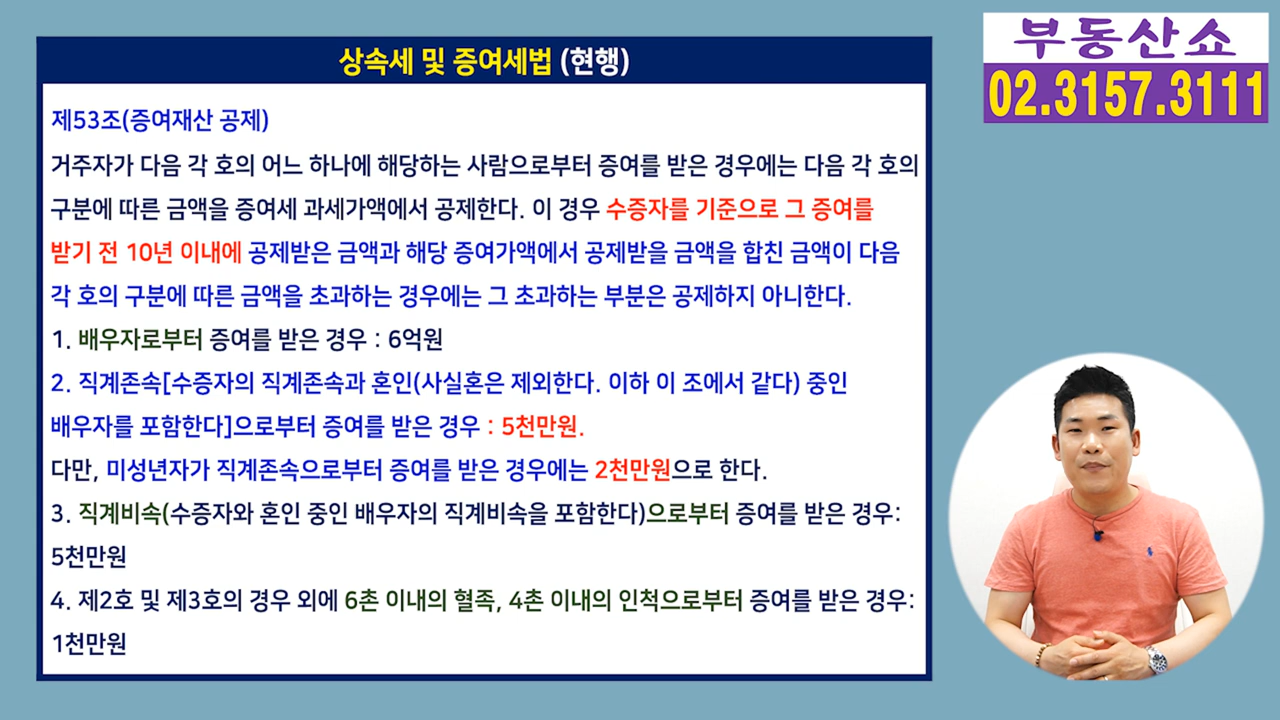 상속세 및 증여세법 (현행)
부동산쇼
02.3157.3111
제53조(증여재산 공제)
거주자가 다음 각 호의 어느 하나에 해당하는 사람으로부터 증여를 받은 경우에는 다음 각 호의
구분에 따른 금액을 증여세 과세가액에서 공제한다. 이 경우 수증자를 기준으로 그 증여를
받기 전 10년 이내에 공제받은 금액과 해당 증여가액에서 공제받을 금액을 합친 금액이 다음
각 호의 구분에 따른 금액을 초과하는 경우에는 그 초과하는 부분은 공제하지 아니한다.
1. 배우자로부터 증여를 받은 경우 : 6억원
2. 직계존속[수증자의 직계존속과 혼인(사실혼은 제외한다. 이하 이 조에서 같다) 중인
배우자를 포함한다]으로부터 증여를 받은 경우 : 5천만원.
다만, 미성년자가 직계존속으로부터 증여를 받은 경우에는 2천만원으로 한다.
3. 직계비속(수증자와 혼인 중인 배우자의 직계비속을 포함한다)으로부터 증여를 받은 경우:
5천만원
4. 제2호 및 제3호의 경우 외에 6촌 이내의 혈족, 4촌 이내의 인척으로부터 증여를 받은 경우:
1천만원